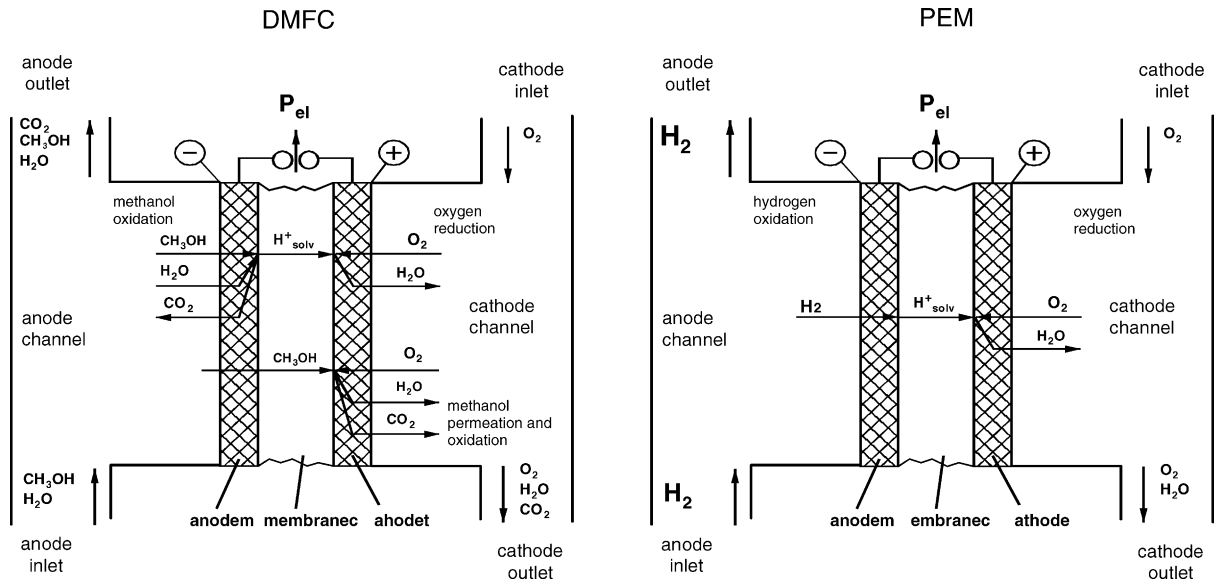 DMFC
anode
outlet
cathode
inlet
CO₂
CH₃OH
H₂O
Pₑₗ
O₂
−
+
methanol
oxidation
oxygen
reduction
CH₃OH
H⁺solv
O₂
H₂O
H₂O
CO₂
anode
channel
cathode
channel
CH₃OH
O₂
H₂O
CO₂
methanol
permeation and
oxidation
CH₃OH
H₂O
O₂
H₂O
CO₂
anodem membranec ahodet
anode
inlet
cathode
outlet
PEM
anode
outlet
cathode
inlet
H₂
Pₑₗ
O₂
−
+
hydrogen
oxidation
oxygen
reduction
H2
H⁺solv
O₂
H₂O
anode
channel
cathode
channel
H₂
O₂
H₂O
anodem embranec athode
anode
inlet
cathode
outlet